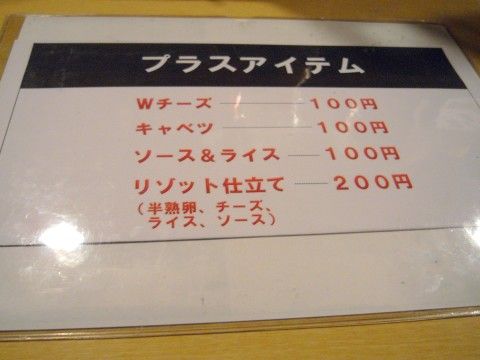 プラスアイテム
Wチーズ 100円
キャベツ 100円
ソース&ライス 100円
リゾット仕立て 200円
(半熟卵、チーズ、
ライス、ソース)